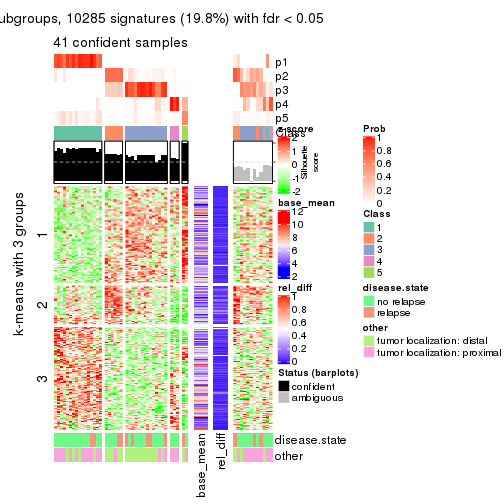 ubgroups, 10285 signatures (19.8%) with fdr < 0.05
41 confident samples
p1
p2
p3
p4
p5
Class
z-score
2
1
0
-1
-2
Silhouette
score
k-means with 3 groups
1
2
3
base_mean
12
10
8
6
4
2
rel_diff
1
0.8
0.6
0.4
0.2
0
Status (barplots)
confident
ambiguous
Prob
1
0.8
0.6
0.4
0.2
0
Class
1
2
3
4
5
disease.state
no relapse
relapse
other
tumor localization: distal
tumor localization: proximal
disease.state
other
base_mean
rel_diff